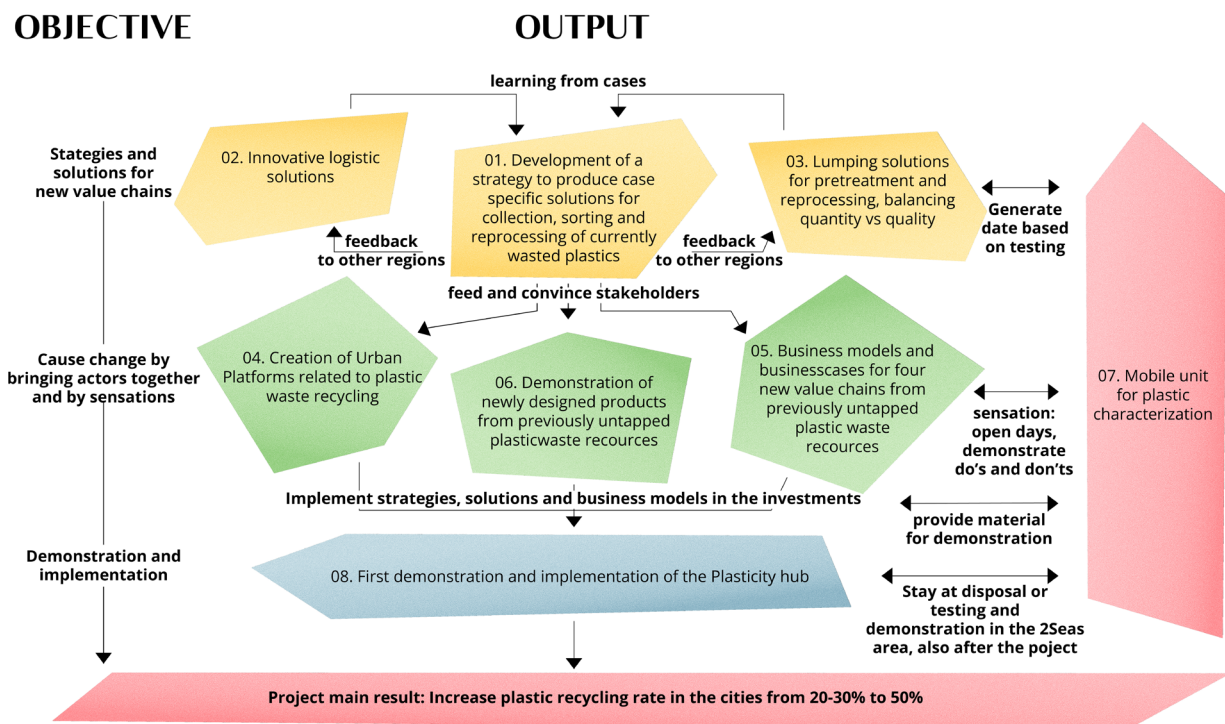 OBJECTIVE
OUTPUT
learning from cases
Stategies and
solutions for
new value chains
02. Innovative logistic
solutions
01. Development of a
strategy to produce case
specific solutions for
collection, sorting and
reprocessing of currently
wasted plastics
03. Lumping solutions
for pretreatment and
reprocessing, balancing
quantity vs quality
Generate
date based
on testing
feedback
to other regions
feedback
to other regions
feed and convince stakeholders
Cause change by
bringing actors together
and by sensations
04. Creation of Urban
Platforms related to plastic
waste recycling
06. Demonstration of
newly designed products
from previously untapped
plasticwaste recources
05. Business models and
businesscases for four
new value chains from
previously untapped
plastic waste
recources
sensation:
open days,
demonstrate
do's and don'ts
07. Mobile unit
for plastic
characterization
Implement strategies, solutions and business models in the investments
provide material
for demonstration
Demonstration and
implementation
08. First demonstration and implementation of the Plasticity hub
Stay at disposal or
testing and
demonstration in the 2Seas
area, also after the poject
Project main result: Increase plastic recycling rate in the cities from 20-30% to 50%